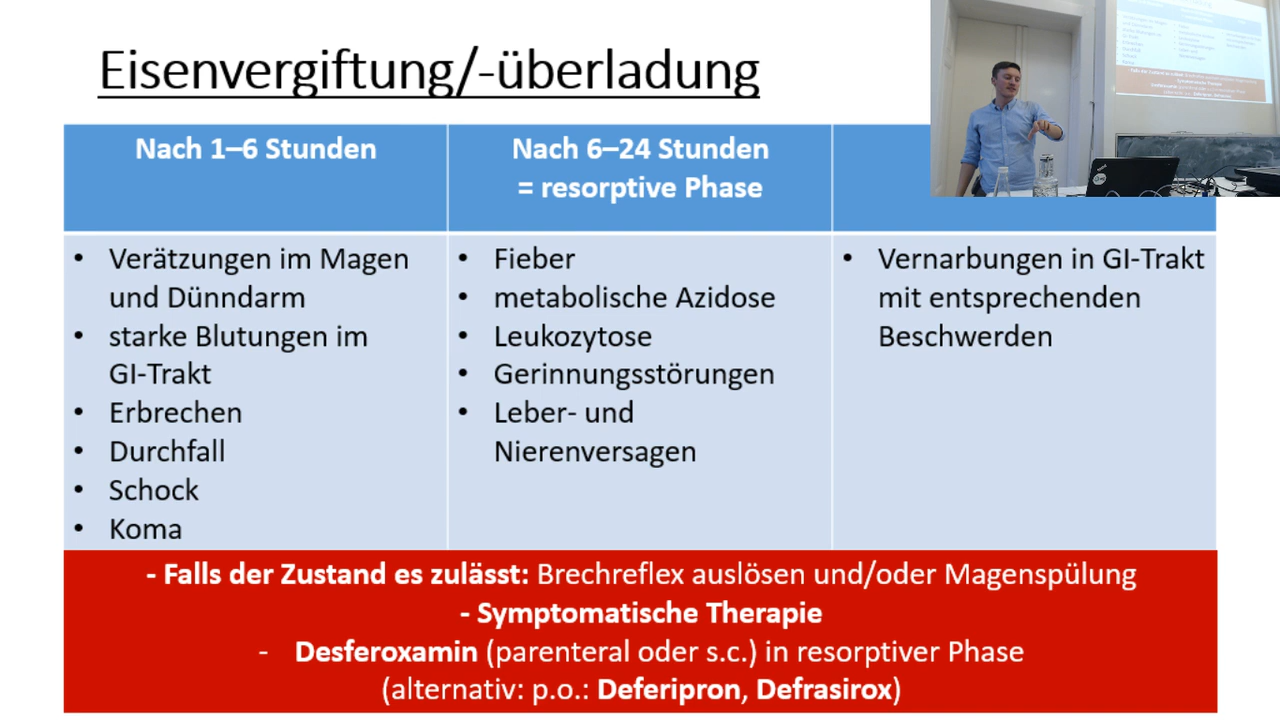 Eisenvergiftung/-überladung
Nach 1–6 Stunden
Nach 6–24 Stunden
= resorptive Phase
• Verätzungen im Magen
und Dünndarm
• starke Blutungen im
GI-Trakt
• Erbrechen
• Durchfall
• Schock
• Koma
• Fieber
• metabolische Azidose
• Leukozytose
• Gerinnungsstörungen
• Leber- und
Nierenversagen
• Vernarbungen in GI-Trakt
mit entsprechenden
Beschwerden
- Falls der Zustand es zulässt: Brechreflex auslösen und/oder Magenspülung
- Symptomatische Therapie
- Desferoxamin (parenteral oder s.c.) in resorptiver Phase
(alternativ: p.o.: Deferipron, Defrasirox)